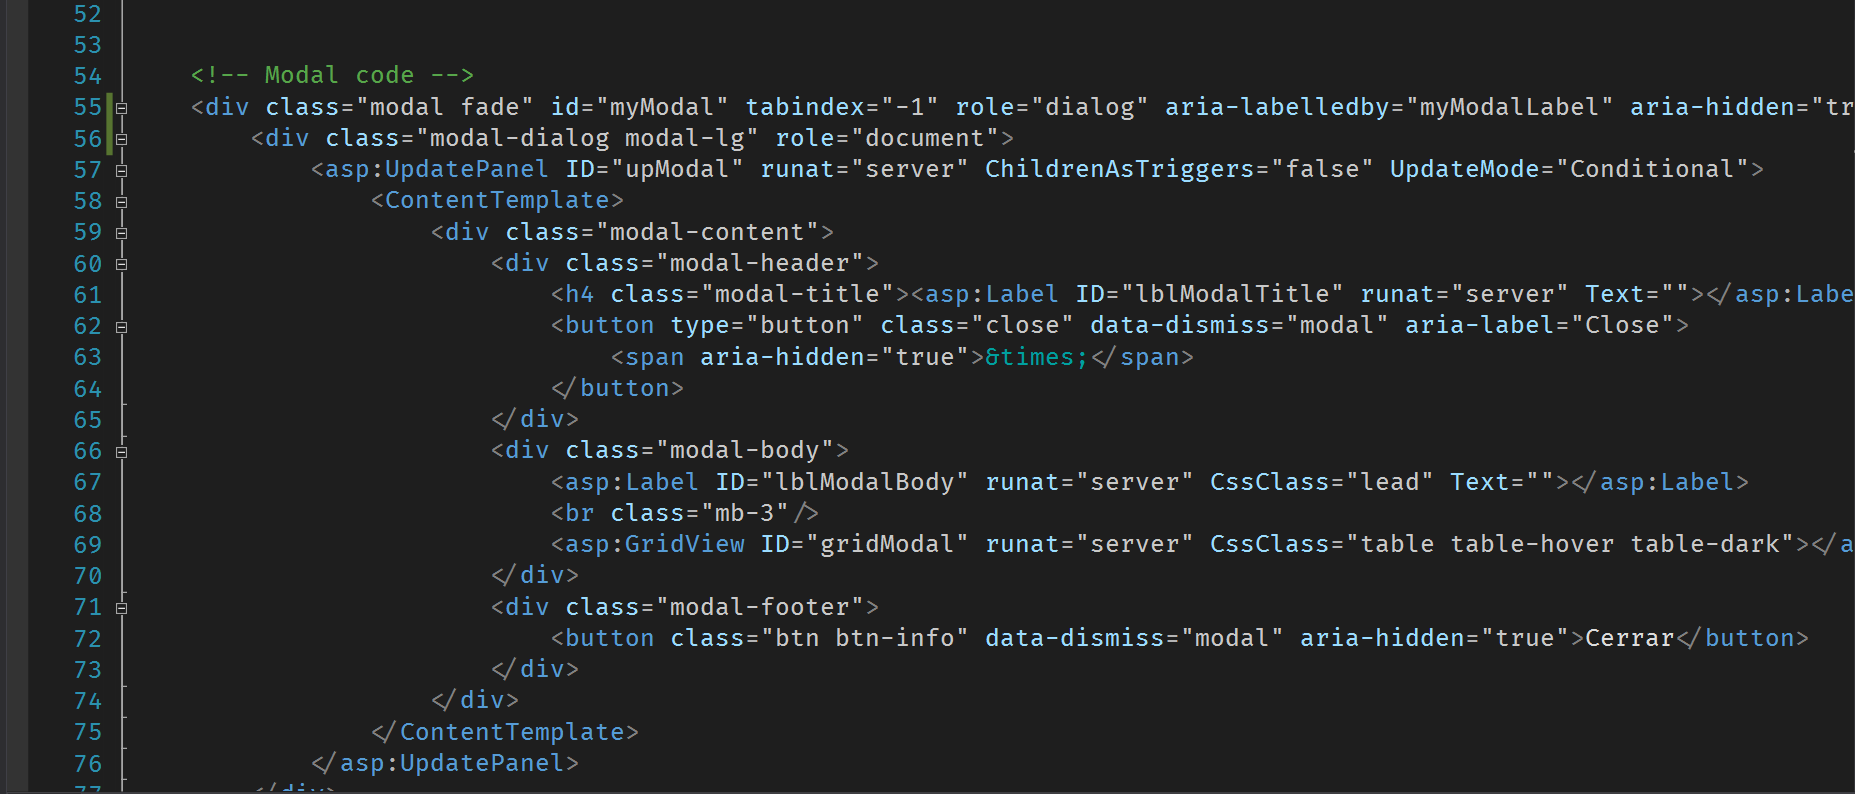 52
53
54 <!-- Modal code -->
55 <div class="modal fade" id="myModal" tabindex="-1" role="dialog" aria-labelledby="myModalLabel" aria-hidden="tr
56 <div class="modal-dialog modal-lg" role="document">
57 <asp:UpdatePanel ID="upModal" runat="server" ChildrenAsTriggers="false" UpdateMode="Conditional">
58 <ContentTemplate>
59 <div class="modal-content">
60 <div class="modal-header">
61 <h4 class="modal-title"><asp:Label ID="lblModalTitle" runat="server" Text=""></asp:Labe
62 <button type="button" class="close" data-dismiss="modal" aria-label="Close">
63 <span aria-hidden="true">&times;</span>
64 </button>
65 </div>
66 <div class="modal-body">
67 <asp:Label ID="lblModalBody" runat="server" CssClass="lead" Text=""></asp:Label>
68 <br class="mb-3"/>
69 <asp:GridView ID="gridModal" runat="server" CssClass="table table-hover table-dark"></a
70 </div>
71 <div class="modal-footer">
72 <button class="btn btn-info" data-dismiss="modal" aria-hidden="true">Cerrar</button>
73 </div>
74 </div>
75 </ContentTemplate>
76 </asp:UpdatePanel>
77 </div>